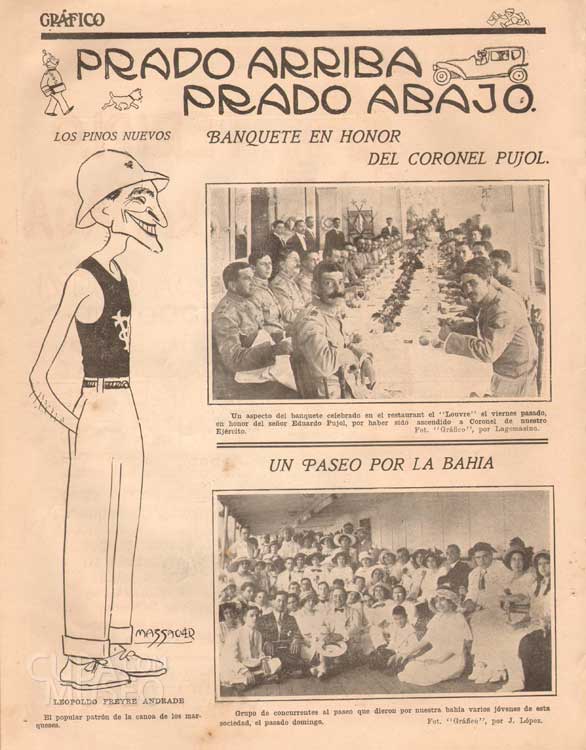 GRÁFICO
PRADO ARRIBA
PRADO ABAJO.
LOS PINOS NUEVOS
MASSAGUER
LEOPOLDO FREYRE ANDRADE
El popular patrón de la canoa de los mar-
queses.
BANQUETE EN HONOR
DEL CORONEL PUJOL.
Un aspecto del banquete celebrado en el restaurant el "Louvre" el viernes pasado,
en honor del señor Eduardo Pujol, por haber sido ascendido a Coronel de nuestro
Ejército.
Fot. "Gráfico", por Lagomasino.
UN PASEO POR LA BAHIA
Grupo de concurrentes al paseo que dieron por nuestra bahía varios jóvenes de esta
sociedad, el pasado domingo.
Fot. "Gráfico", por J. López.